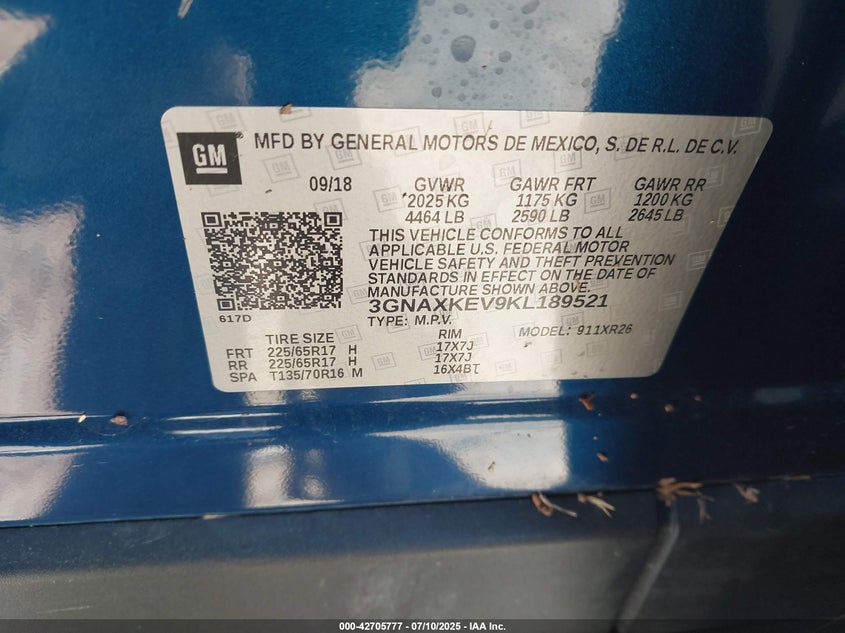 GM
MFD BY GENERAL MOTORS DE MEXICO, S. DE R.L. DE C.V.
09/18 GVWR GAWR FRT GAWR RR
2025 KG 1175 KG 1200 KG
4464 LB 2590 LB 2645 LB
THIS VEHICLE CONFORMS TO ALL
APPLICABLE U.S. FEDERAL MOTOR
VEHICLE SAFETY AND THEFT PREVENTION
STANDARDS IN EFFECT ON THE DATE OF
MANUFACTURE SHOWN ABOVE.
3GNAXKEV9KL189521
617D
TYPE: M.P.V. MODEL: 911XR26
TIRE SIZE RIM
FRT 225/65R17 H 17X7J
RR 225/65R17 H 17X7J
SPA T135/70R16 M 16X4BT
000-42705777 - 07/10/2025 - IAA Inc.